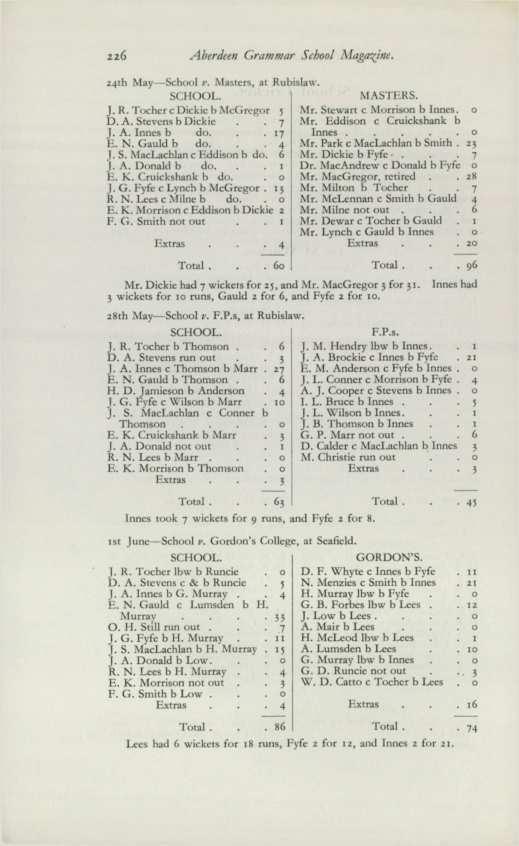 226 Aberdeen Grammar School Magazine.
24th May—School v. Masters, at Rubislaw.
SCHOOL.
J. R. Tocher c Dickie b McGregor 5
D. A. Stevens b Dickie . . 7
J. A. Innes b do. . . 17
E. N. Gauld b do. . . 4
J. S. MacLachlan c Eddison b do. 6
J. A. Donald b do. . . 1
E. K. Cruickshank b do. . 0
J. G. Fyfe c Lynch b McGregor . 13
R. N. Lees c Milne b do. . 0
E. K. Morrison c Eddison b Dickie 2
F. G. Smith not out . . 1
Extras . . . 4
Total . . . 60
MASTERS.
Mr. Stewart c Morrison b Innes. 0
Mr. Eddison c Cruickshank b
Innes . . . . . 0
Mr. Park c MacLachlan b Smith . 23
Mr. Dickie b Fyfe . . . 7
Dr. MacAndrew c Donald b Fyfe 0
Mr. MacGregor, retired . . 28
Mr. Milton b Tocher . . 7
Mr. McLennan c Smith b Gauld 4
Mr. Milne not out . . . 6
Mr. Dewar c Tocher b Gauld . 1
Mr. Lynch c Gauld b Innes . 0
Extras . . . 20
Total . . . 96
Mr. Dickie had 7 wickets for 25, and Mr. MacGregor 3 for 31. Innes had
3 wickets for 10 runs, Gauld 2 for 6, and Fyfe 2 for 10.
28th May—School v. F.P.s, at Rubislaw.
SCHOOL.
J. R. Tocher b Thomson . . 6
D. A. Stevens run out . . 3
J. A. Innes c Thomson b Marr . 27
E. N. Gauld b Thomson . . 6
H. D. Jamieson b Anderson . 4
J. G. Fyfe c Wilson b Marr . 10
J. S. MacLachlan c Conner b
Thomson . . . . 0
E. K. Cruickshank b Marr . 3
J. A. Donald not out . . 1
R. N. Lees b Marr . . . 0
E. K. Morrison b Thomson . 0
Extras . . . 3
Total . . . 63
F.P.s.
J. M. Hendry lbw b Innes. . 1
J. A. Brockie c Innes b Fyfe . 21
E. M. Anderson c Fyfe b Innes . 0
J. L. Conner c Morrison b Fyfe . 4
A. J. Cooper c Stevens b Innes . 0
I. L. Bruce b Innes . . . 5
J. L. Wilson b Innes. . . 1
J. B. Thomson b Innes . . 1
G. P. Marr not out . . . 6
D. Calder c MacLachlan b Innes 3
M. Christie run out . . 0
Extras . . . 3
Total . . . 45
Innes took 7 wickets for 9 runs, and Fyfe 2 for 8.
1st June—School v. Gordon's College, at Seafield.
SCHOOL.
J. R. Tocher lbw b Runcie . 0
D. A. Stevens c & b Runcie . 5
J. A. Innes b G. Murray . . 4
E. N. Gauld c Lumsden b H.
Murray . . . . 33
O. H. Still run out . . . 7
J. G. Fyfe b H. Murray . . 11
J. S. MacLachlan b H. Murray . 15
J. A. Donald b Low. . . 0
R. N. Lees b H. Murray . . 4
E. K. Morrison not out . . 3
F. G. Smith b Low . . . 0
Extras . . . 4
Total . . . 86
GORDON'S.
D. F. Whyte c Innes b Fyfe . 11
N. Menzies c Smith b Innes . 21
H. Murray lbw b Fyfe . . 0
G. B. Forbes lbw b Lees . . 12
J. Low b Lees . . . . 0
A. Mair b Lees . . . 0
H. McLeod lbw b Lees . . 1
A. Lumsden b Lees . . 10
G. Murray lbw b Innes . . 0
G. D. Runcie not out . . 3
W. D. Catto c Tocher b Lees . 0
Extras . . . 16
Total . . . 74
Lees had 6 wickets for 18 runs, Fyfe 2 for 12, and Innes 2 for 21.